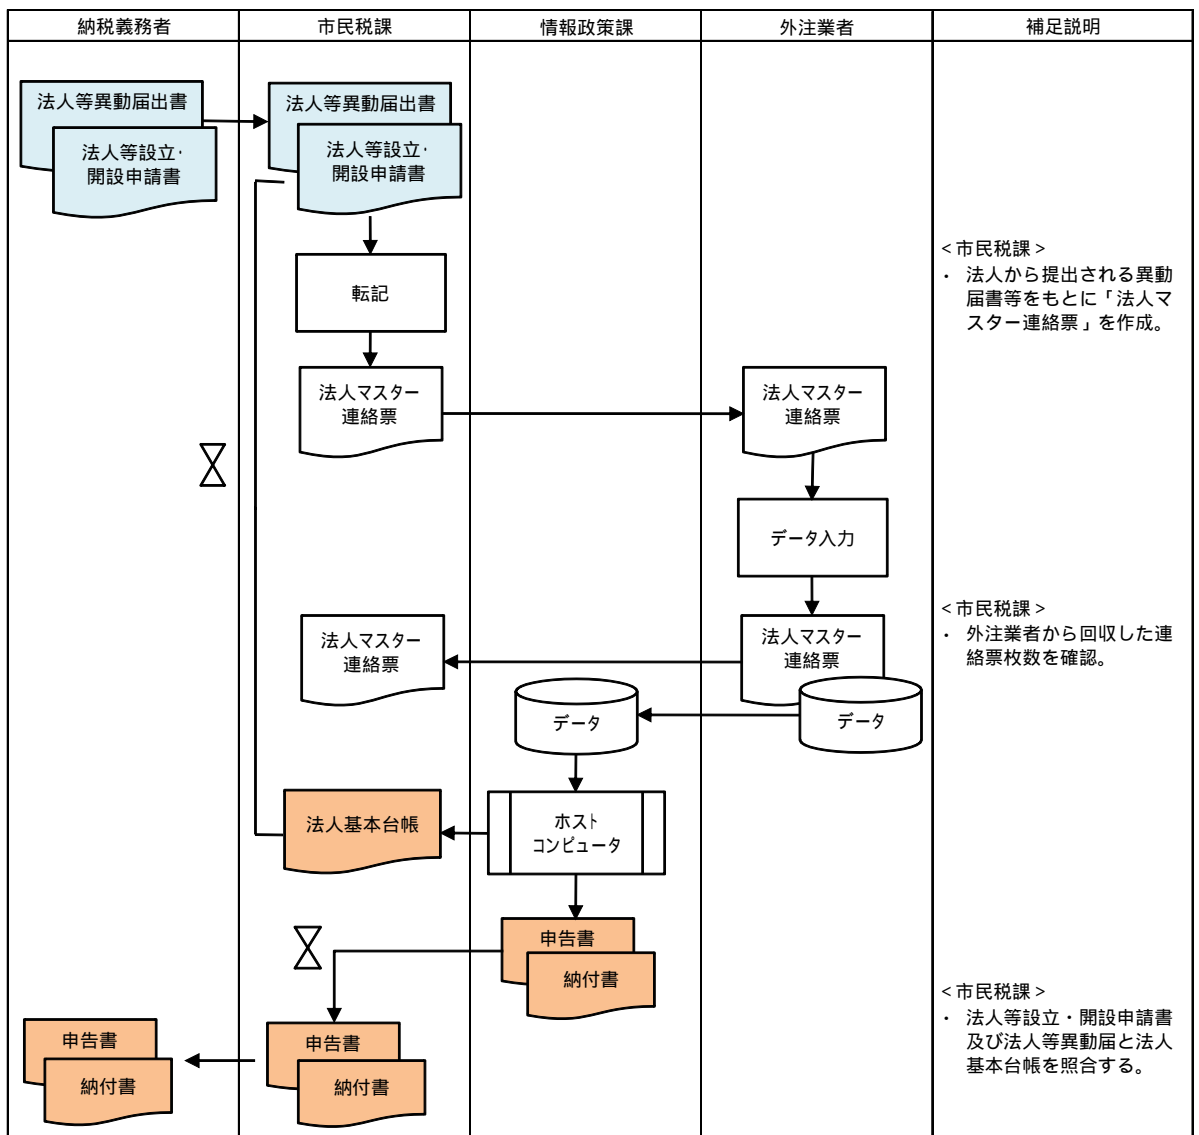 納税義務者
市民税課
情報政策課
外注業者
補足説明
法人等異動届出書
法人等設立・
開設申請書
法人等異動届出書
法人等設立・
開設申請書
<市民税課>
・ 法人から提出される異動
届書等をもとに「法人マ
スター連絡票」を作成。
転記
法人マスター
連絡票
法人マスター
連絡票
データ入力
<市民税課>
・ 外注業者から回収した連
絡票枚数を確認。
法人マスター
連絡票
法人マスター
連絡票
データ
データ
法人基本台帳
ホスト
コンピュータ
申告書
納付書
<市民税課>
・ 法人等設立・開設申請書
及び法人等異動届と法人
基本台帳を照合する。
申告書
納付書
申告書
納付書